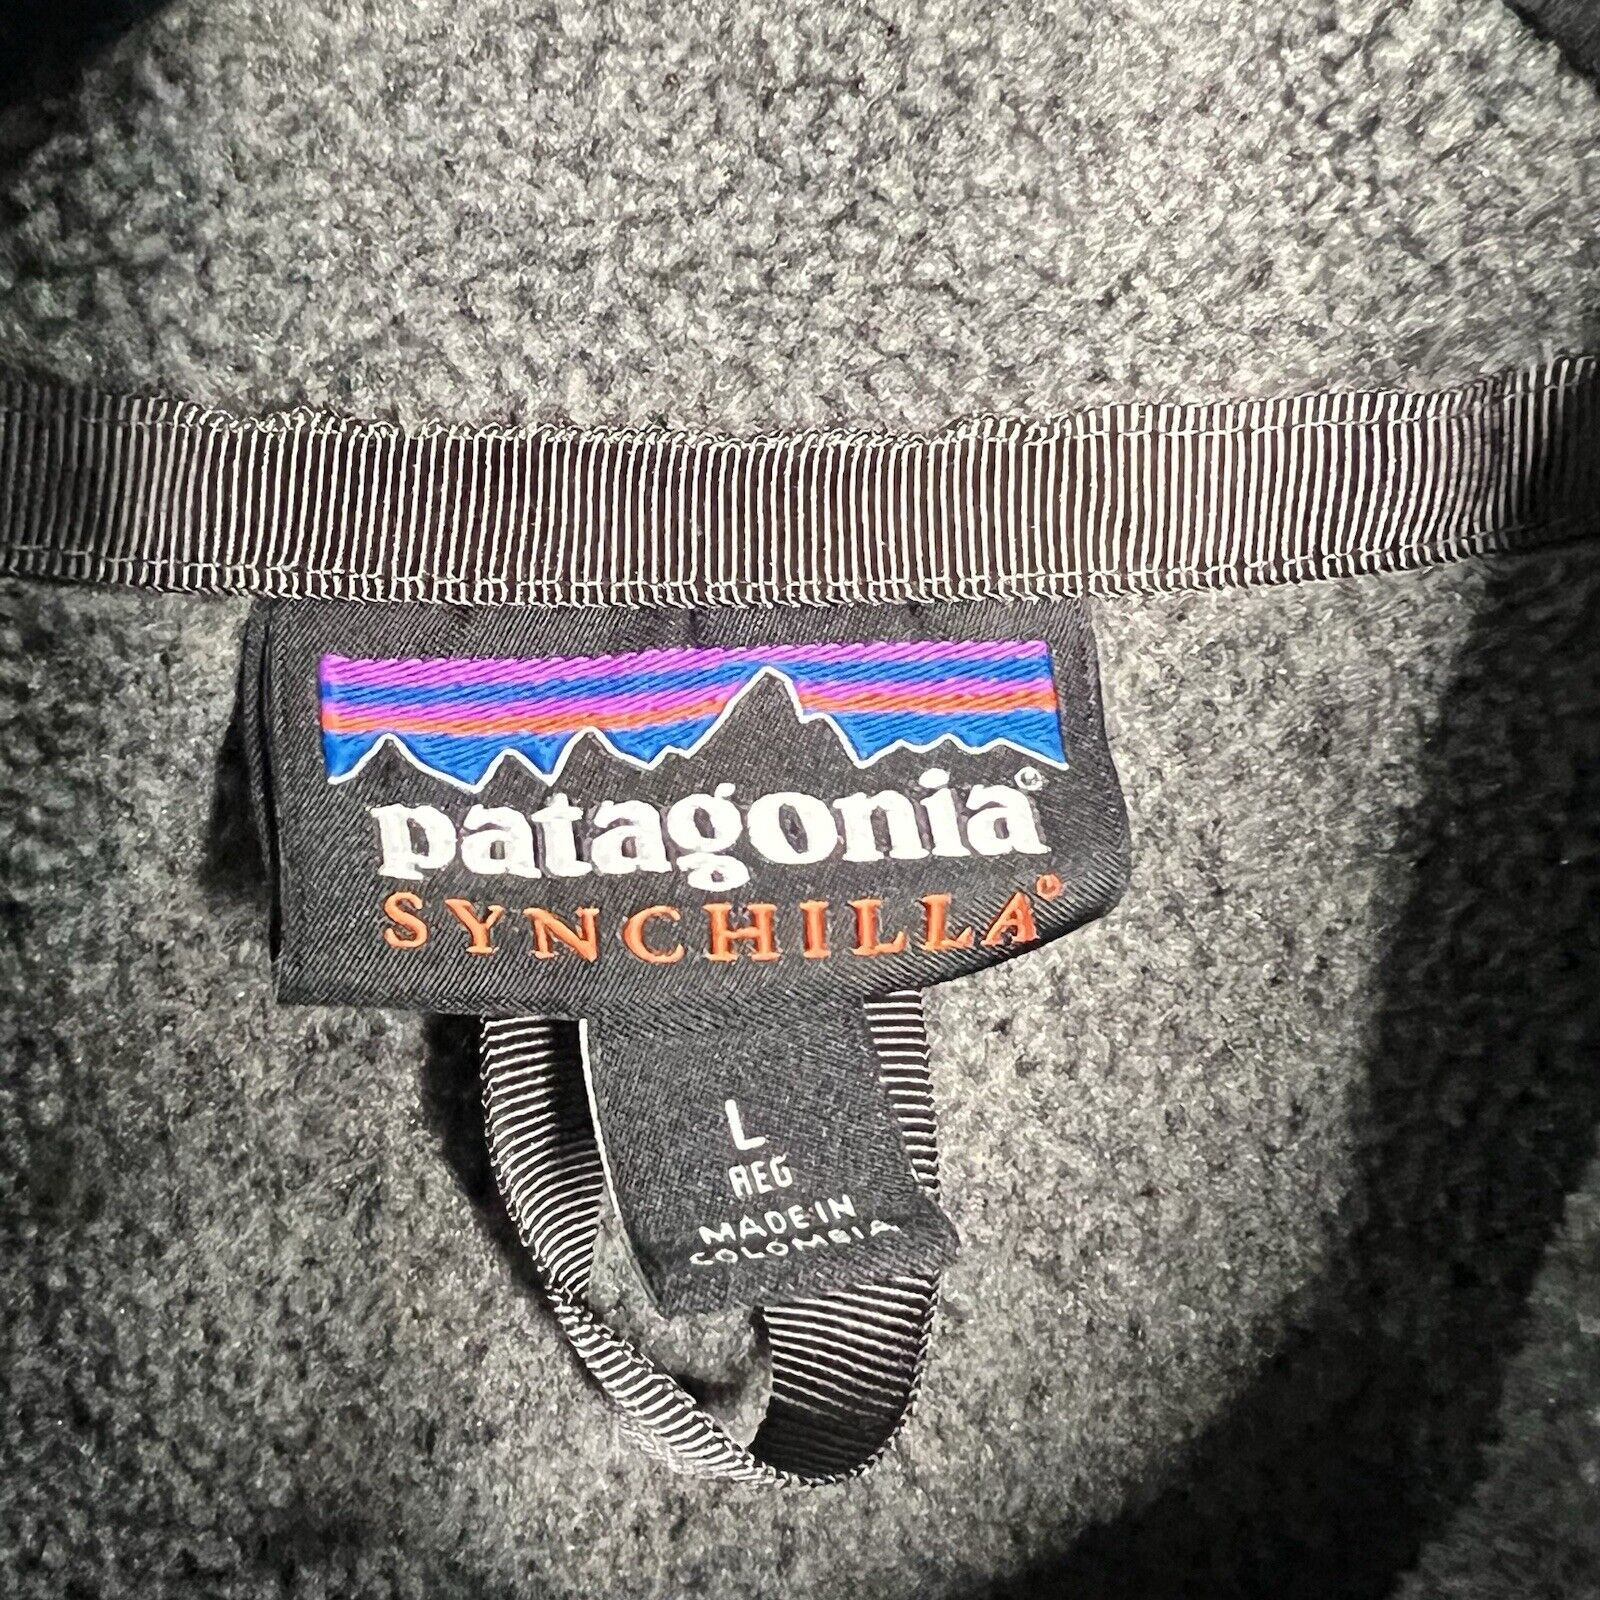 patagonia®
SYNCHILLA®
L
REG
MADE IN
COLOMBIA